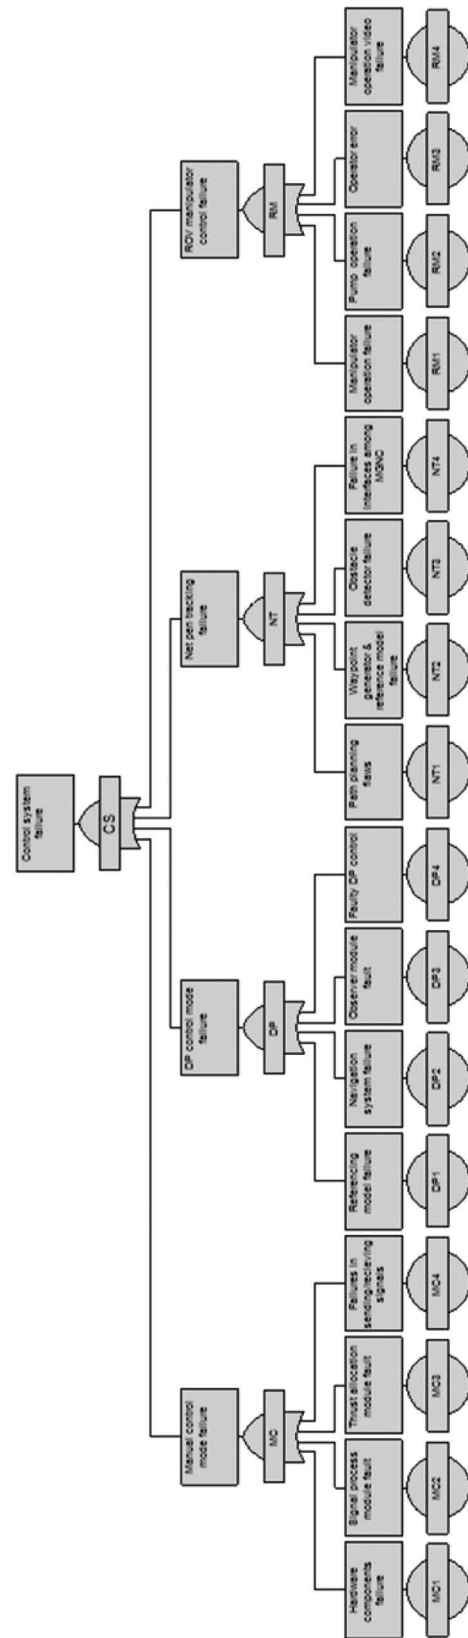 Control system
failure
CS
Manual control
mode failure
MC
DP control mode
failure
DP
Net pen tracking
failure
NT
ROV manipulator
control failure
RM
Hardware
components
failure
MC1
Signal process
module fault
MC2
Thrust allocation
module fault
MC3
Failures in
sending/recieving
signals
MC4
Referencing
model failure
DP1
Navigation
system failure
DP2
Observer module
fault
DP3
Faulty DP control
DP4
Path planning
flaws
NT1
Waypoint
generator &
reference model
failure
NT2
Obstacle
detector failure
NT3
Failure in
interfaces among
MGNC
NT4
Manipulator
operation failure
RM1
Pump operation
failure
RM2
Operator error
RM3
Manipulator
operation video
failure
RM4